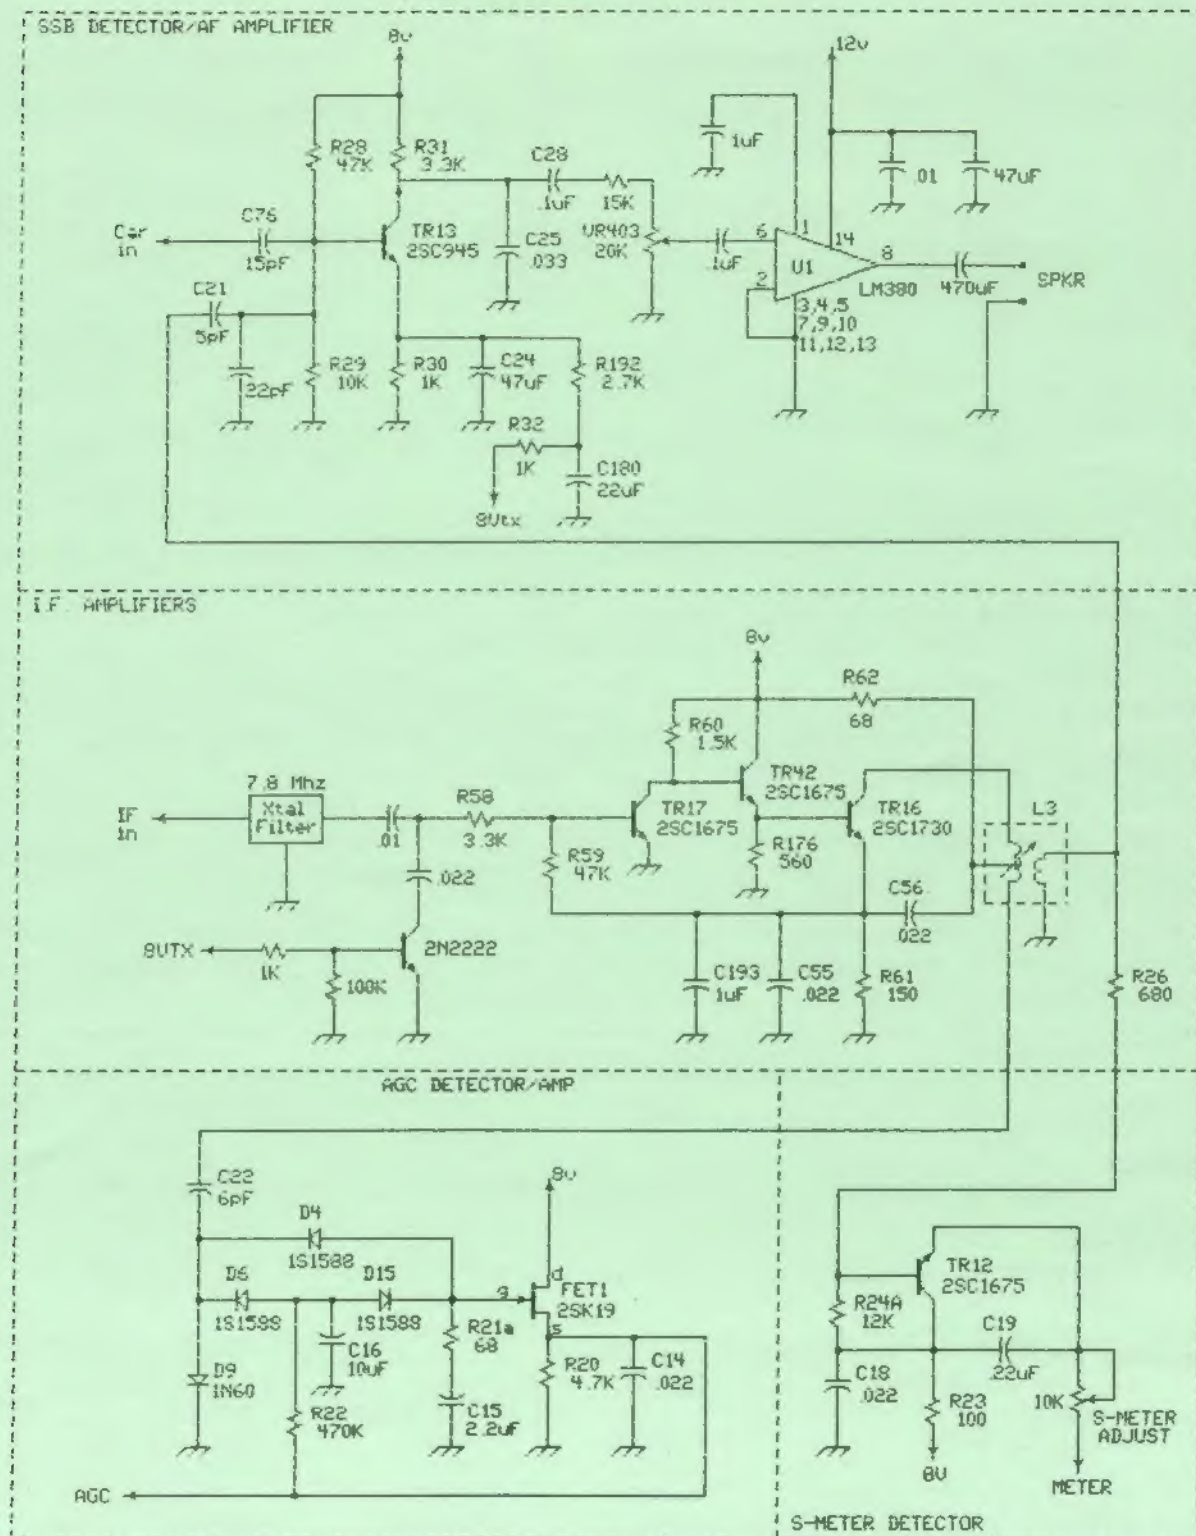 SSB DETECTOR/AF AMPLIFIER
8v
12v
R28
47K
R31
3.3K
C28
.1uF
15K
1uF
.01
47uF
Car
in
C76
15pF
TR13
2SC945
C25
.033
VR403
20K
.1uF
6
1
14
U1
8
2
LM380
470uF
SPKR
3,4,5
7,9,10
11,12,13
C21
5pF
22pF
R29
10K
R30
1K
C24
47uF
R192
2.7K
R32
1K
C180
22uF
8Vtx
I.F. AMPLIFIERS
8v
R62
68
R60
1.5K
7.8 Mhz
Xtal
Filter
IF
in
.01
R58
3.3K
TR42
2SC1675
TR17
2SC1675
TR16
2SC1730
L3
R59
47K
R176
560
.022
C56
.022
8VTX
1K
2N2222
100K
C193
1uF
C55
.022
R61
150
R26
680
AGC DETECTOR/AMP
C22
6pF
8v
D4
1S1588
D6
1S1588
D15
1S1588
g
d
FET1
2SK19
s
C16
10uF
R21a
68
R20
4.7K
C14
.022
D9
1N60
R22
470K
C15
2.2uF
AGC
TR12
2SC1675
R24A
12K
C19
.22uF
C18
.022
R23
100
10K
S-METER
ADJUST
8V
METER
S-METER DETECTOR